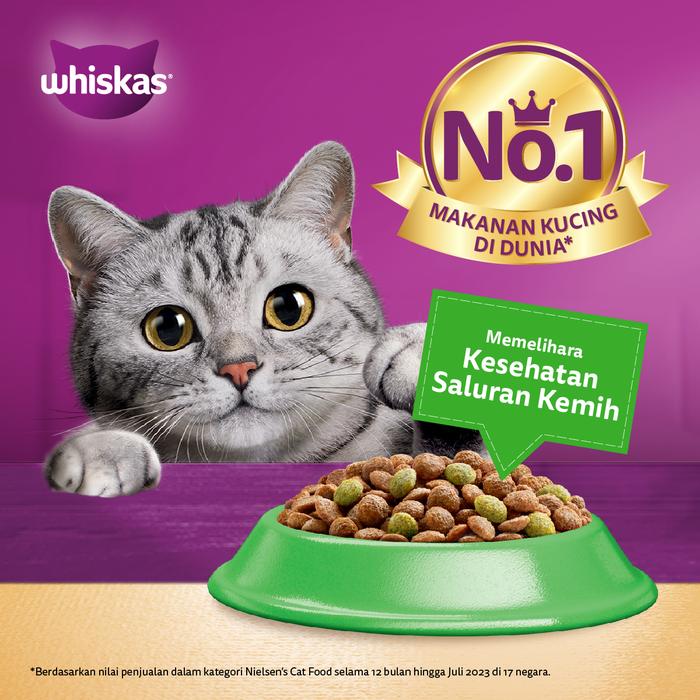 whiskas®
No.1
MAKANAN KUCING
DI DUNIA*
Memelihara
Kesehatan
Saluran Kemih
*Berdasarkan nilai penjualan dalam kategori Nielsen's Cat Food selama 12 bulan hingga Juli 2023 di 17 negara.